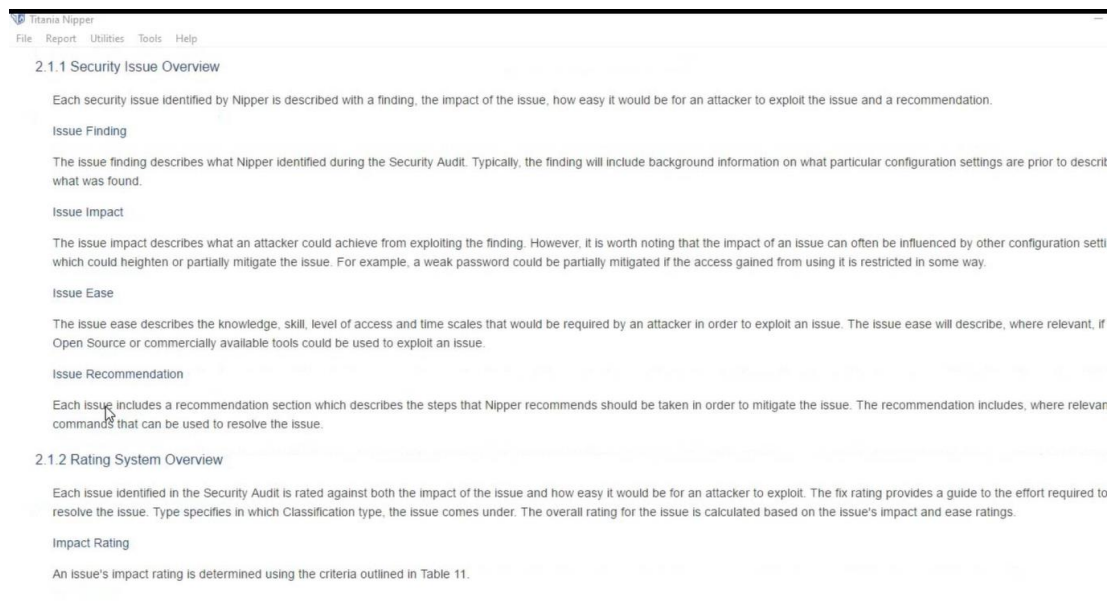 Titania Nipper
File Report Utilities Tools Help
2.1.1 Security Issue Overview
Each security issue identified by Nipper is described with a finding, the impact of the issue, how easy it would be for an attacker to exploit the issue and a recommendation.
Issue Finding
The issue finding describes what Nipper identified during the Security Audit. Typically, the finding will include background information on what particular configuration settings are prior to describ
what was found.
Issue Impact
The issue impact describes what an attacker could achieve from exploiting the finding. However, it is worth noting that the impact of an issue can often be influenced by other configuration setti
which could heighten or partially mitigate the issue. For example, a weak password could be partially mitigated if the access gained from using it is restricted in some way.
Issue Ease
The issue ease describes the knowledge, skill, level of access and time scales that would be required by an attacker in order to exploit an issue. The issue ease will describe, where relevant, if
Open Source or commercially available tools could be used to exploit an issue.
Issue Recommendation
Each issue includes a recommendation section which describes the steps that Nipper recommends should be taken in order to mitigate the issue. The recommendation includes, where relevan
commands that can be used to resolve the issue.
2.1.2 Rating System Overview
Each issue identified in the Security Audit is rated against both the impact of the issue and how easy it would be for an attacker to exploit. The fix rating provides a guide to the effort required to
resolve the issue. Type specifies in which Classification type, the issue comes under. The overall rating for the issue is calculated based on the issue's impact and ease ratings.
Impact Rating
An issue's impact rating is determined using the criteria outlined in Table 11.